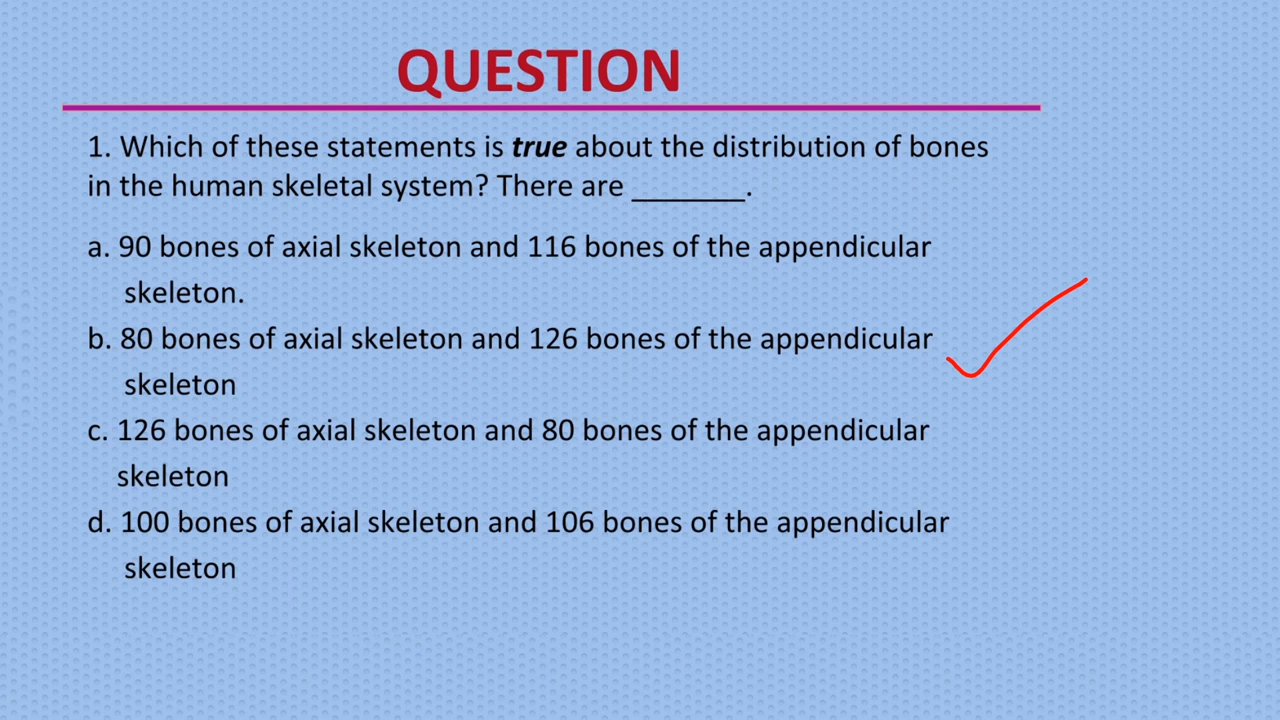 QUESTION
1. Which of these statements is true about the distribution of bones
in the human skeletal system? There are _______.
a. 90 bones of axial skeleton and 116 bones of the appendicular
skeleton.
b. 80 bones of axial skeleton and 126 bones of the appendicular
skeleton
c. 126 bones of axial skeleton and 80 bones of the appendicular
skeleton
d. 100 bones of axial skeleton and 106 bones of the appendicular
skeleton